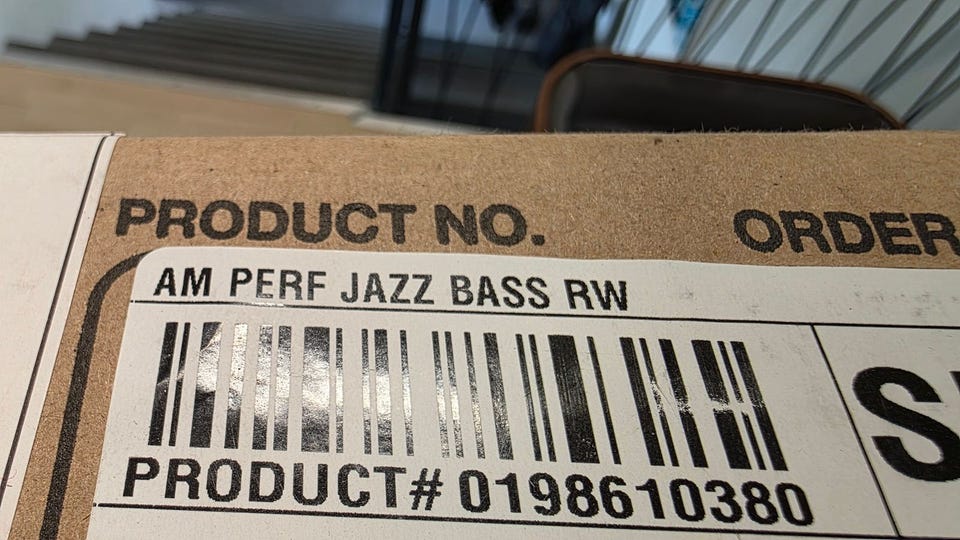 PRODUCT NO.
ORDER
AM PERF JAZZ BASS RW
PRODUCT# 0198610380
S